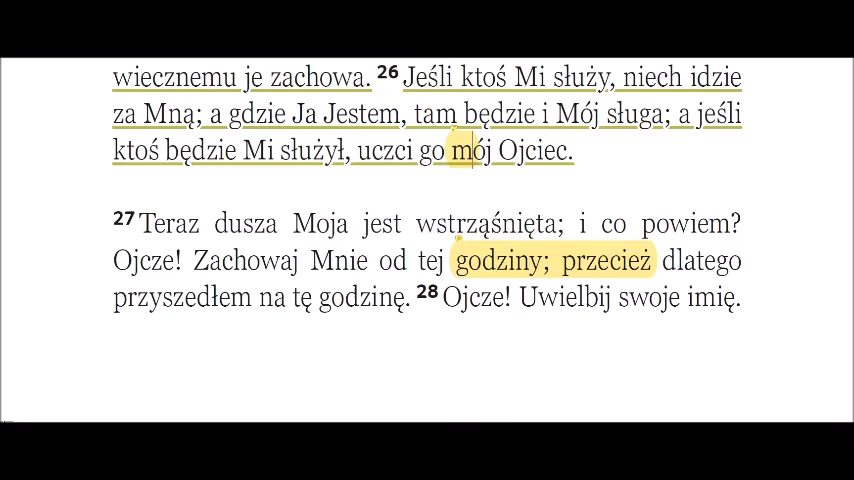 wiecznemu je zachowa. 26 Jeśli ktoś Mi służy, niech idzie
za Mną; a gdzie Ja Jestem, tam będzie i Mój sługa; a jeśli
ktoś będzie Mi służył, uczci go mój Ojciec.
27 Teraz dusza Moja jest wstrząśnięta; i co powiem?
Ojcze! Zachowaj Mnie od tej godziny; przecież dlatego
przyszedłem na tę godzinę. 28 Ojcze! Uwielbij swoje imię.